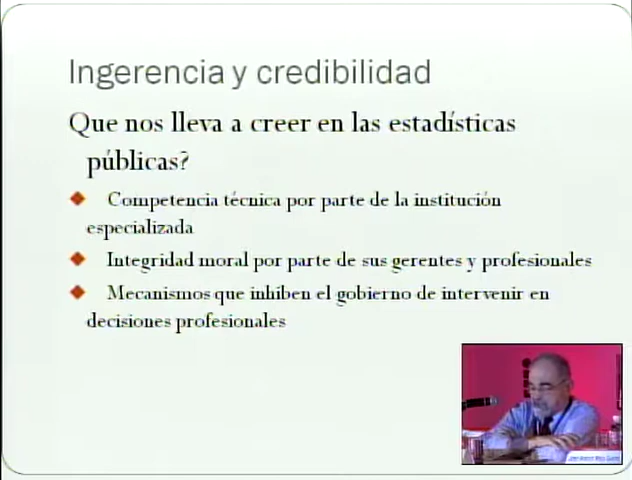 Ingerencia y credibilidad
Que nos lleva a creer en las estadísticas
públicas?
Competencia técnica por parte de la institución
especializada
Integridad moral por parte de sus gerentes y profesionales
Mecanismos que inhiben el gobierno de intervenir en
decisiones profesionales